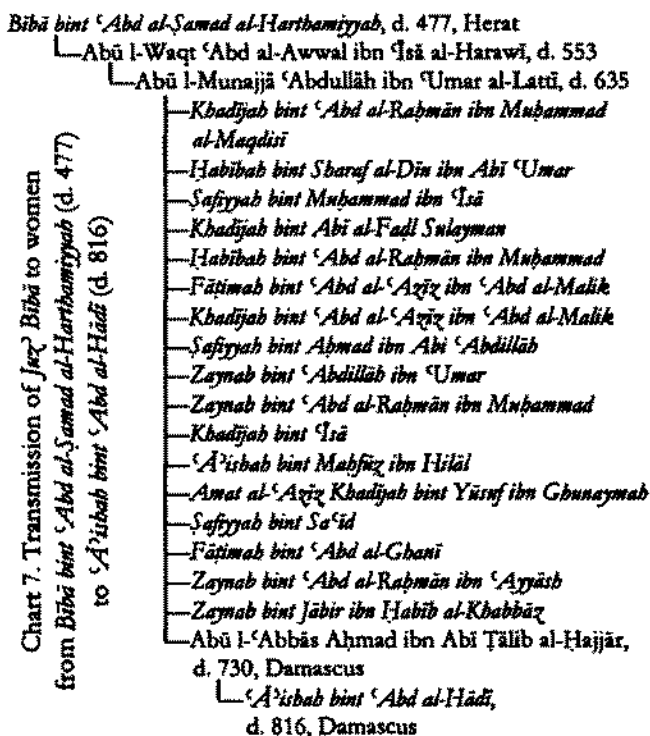 Bībā bint ʿAbd al-Ṣamad al-Harthamiyyah, d. 477, Herat
Abū l-Waqt ʿAbd al-Awwal ibn ʿĪsā al-Harawī, d. 553
Abū l-Munajjā ʿAbdullāh ibn ʿUmar al-Lattī, d. 635
Khadījah bint ʿAbd al-Raḥmān ibn Muḥammad
al-Maqdisī
Ḥabībah bint Sharaf al-Dīn ibn Abī ʿUmar
Ṣafiyyah bint Muḥammad ibn ʿĪsā
Khadījah bint Abī al-Faḍl Sulayman
Ḥabībah bint ʿAbd al-Raḥmān ibn Muḥammad
Fāṭimah bint ʿAbd al-ʿAzīz ibn ʿAbd al-Malik
Khadījah bint ʿAbd al-ʿAzīz ibn ʿAbd al-Malik
Ṣafiyyah bint Aḥmad ibn Abī ʿAbdillāh
Zaynab bint ʿAbdillāh ibn ʿUmar
Zaynab bint ʿAbd al-Raḥmān ibn Muḥammad
Khadījah bint ʿĪsā
ʿĀʾishah bint Maḥfūẓ ibn Hilāl
Amat al-ʿAzīz Khadījah bint Yūsuf ibn Ghunaymah
Ṣafiyyah bint Saʿīd
Fāṭimah bint ʿAbd al-Ghanī
Zaynab bint ʿAbd al-Raḥmān ibn ʿAyyāsh
Zaynab bint Jābir ibn Ḥabīb al-Khabbāz
Abū l-ʿAbbās Aḥmad ibn Abī Ṭālib al-Ḥajjār,
d. 730, Damascus
ʿĀʾishah bint ʿAbd al-Hādī,
d. 816, Damascus
Chart 7. Transmission of Juzʾ Bībā to women
from Bībā bint ʿAbd al-Ṣamad al-Harthamiyyah (d. 477)
to ʿĀʾishah bint ʿAbd al-Hādī (d. 816)